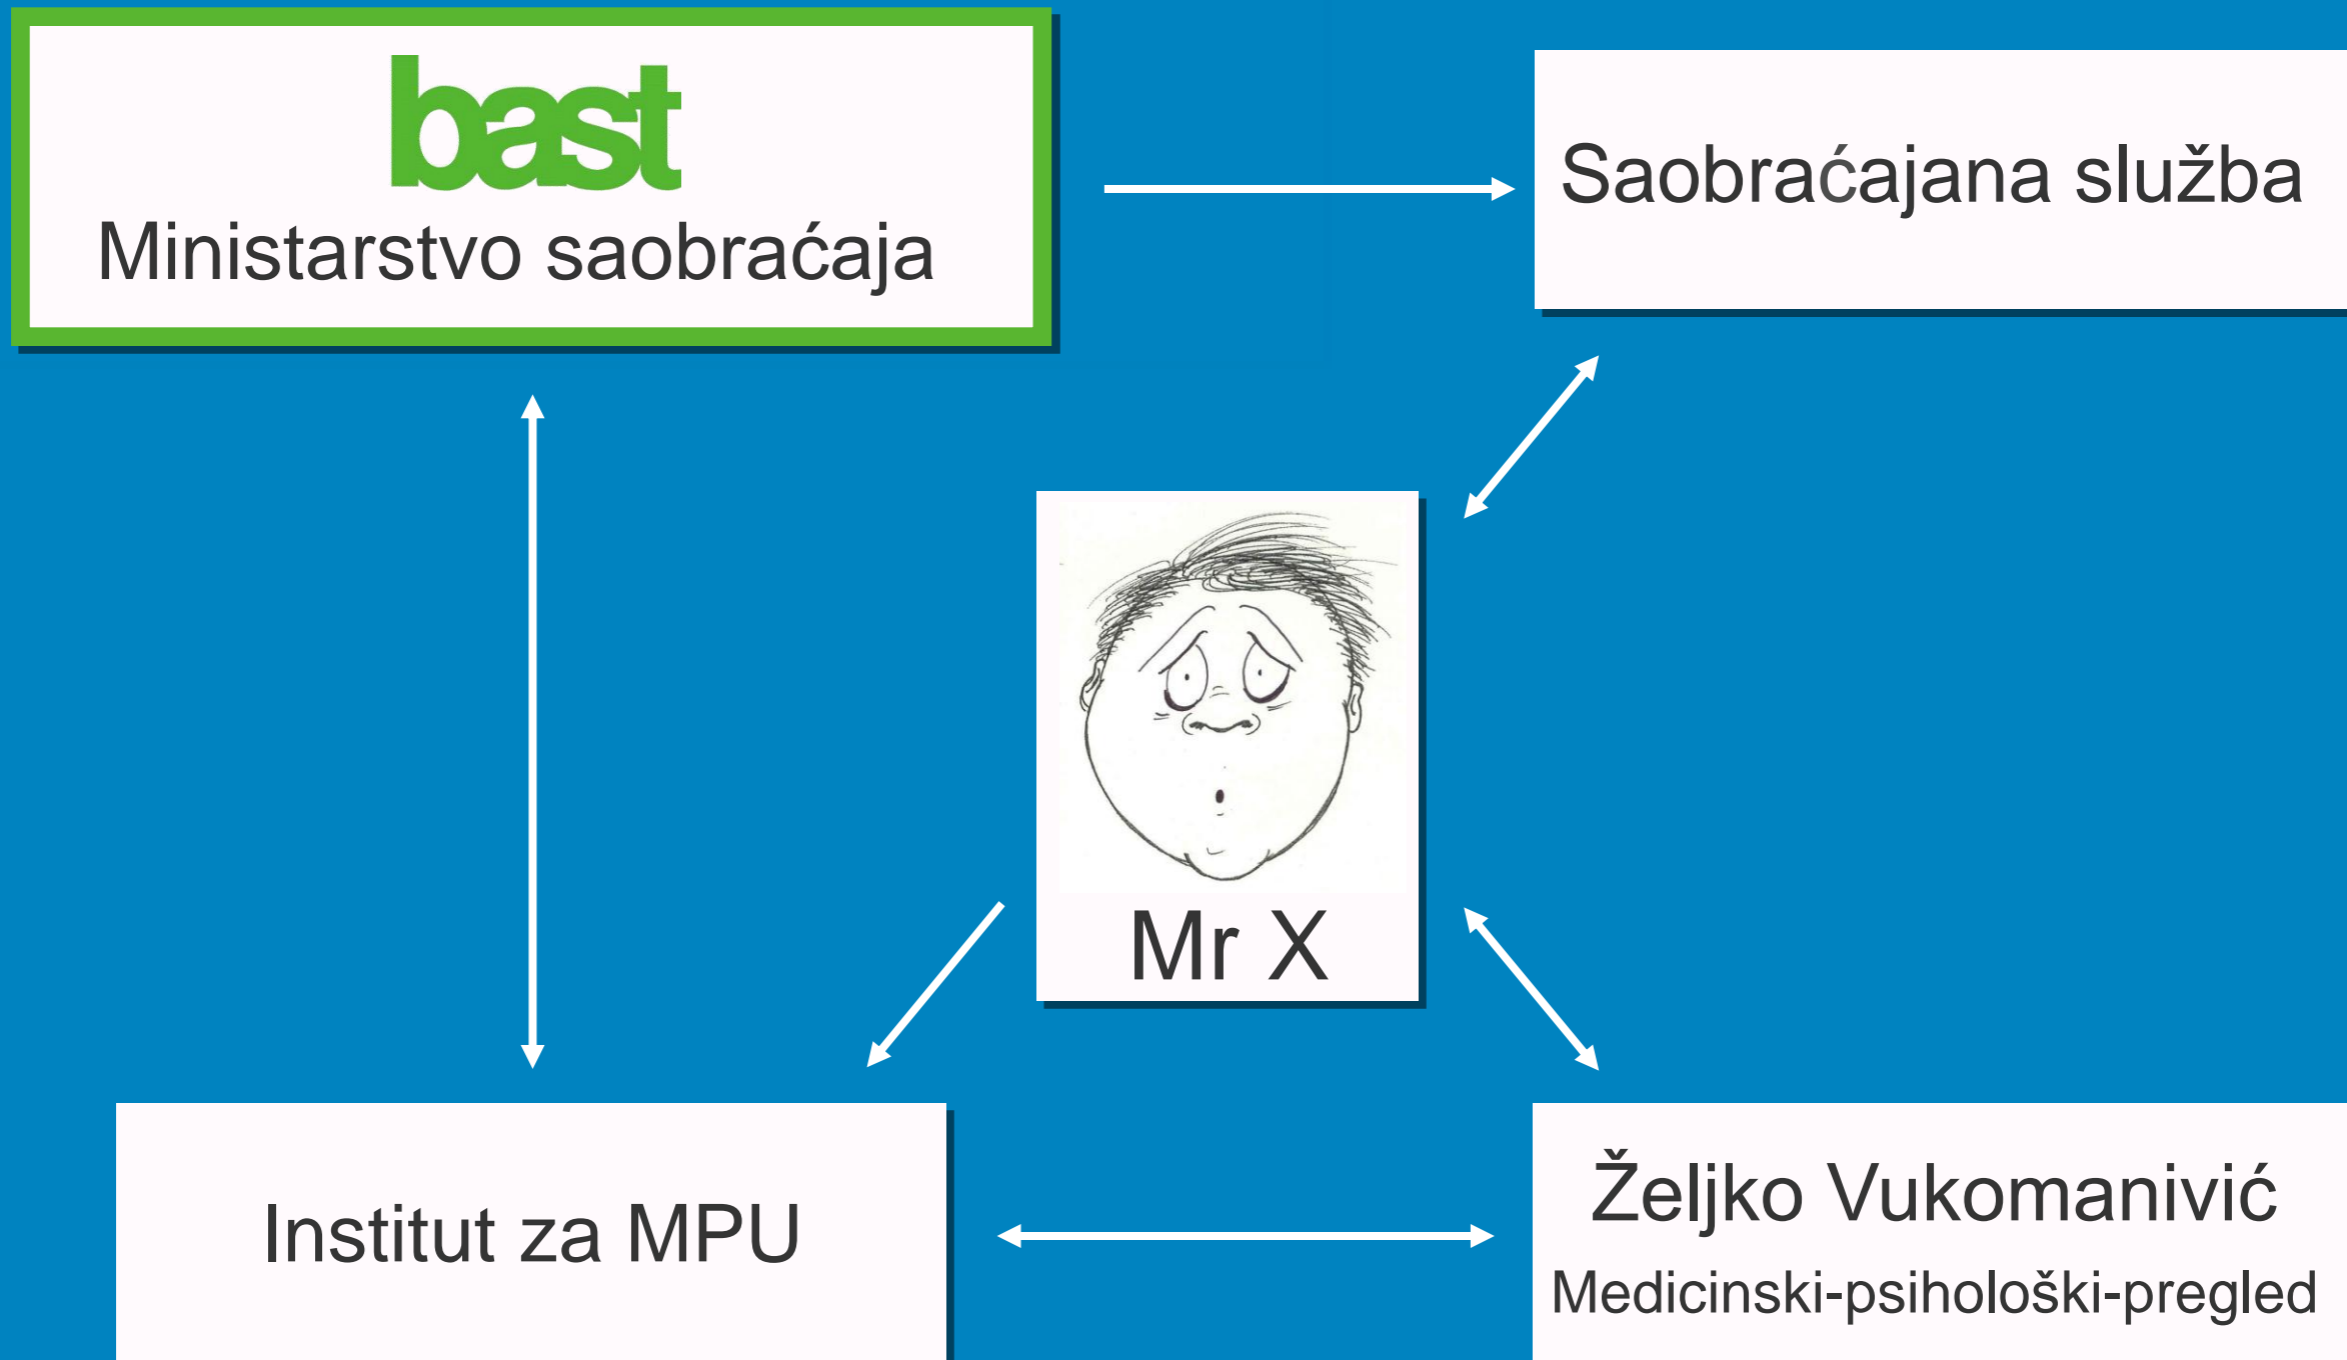 bast
Ministarstvo saobraćaja
Saobraćajana služba
Mr X
Institut za MPU
Željko Vukomanivić
Medicinski-psihološki-pregled